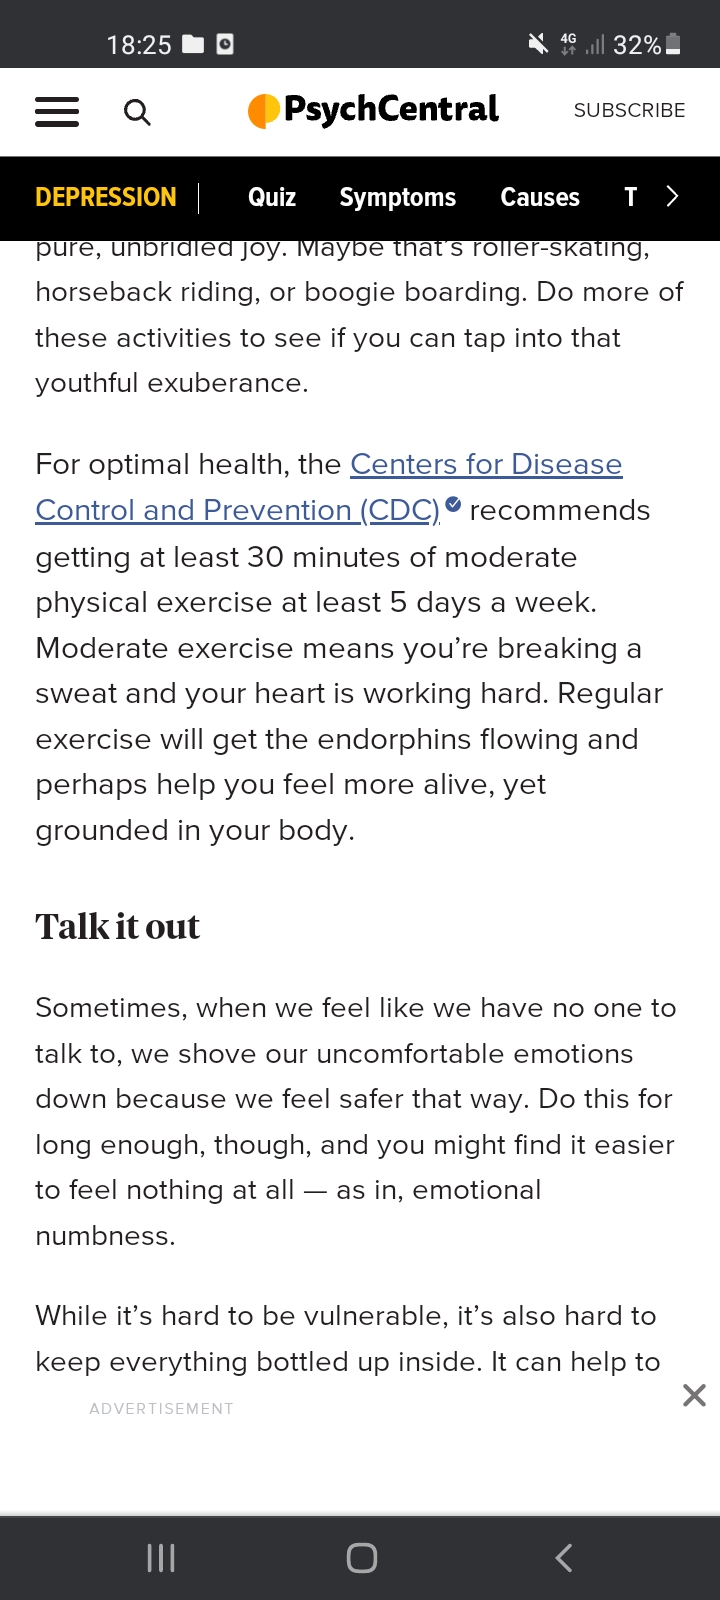 18:25
4G
32%
PsychCentral
SUBSCRIBE
DEPRESSION
Quiz
Symptoms
Causes
T
pure, unbridled joy. Maybe that’s roller-skating,
horseback riding, or boogie boarding. Do more of
these activities to see if you can tap into that
youthful exuberance.
For optimal health, the Centers for Disease
Control and Prevention (CDC) recommends
getting at least 30 minutes of moderate
physical exercise at least 5 days a week.
Moderate exercise means you’re breaking a
sweat and your heart is working hard. Regular
exercise will get the endorphins flowing and
perhaps help you feel more alive, yet
grounded in your body.
Talk it out
Sometimes, when we feel like we have no one to
talk to, we shove our uncomfortable emotions
down because we feel safer that way. Do this for
long enough, though, and you might find it easier
to feel nothing at all — as in, emotional
numbness.
While it’s hard to be vulnerable, it’s also hard to
keep everything bottled up inside. It can help to
ADVERTISEMENT